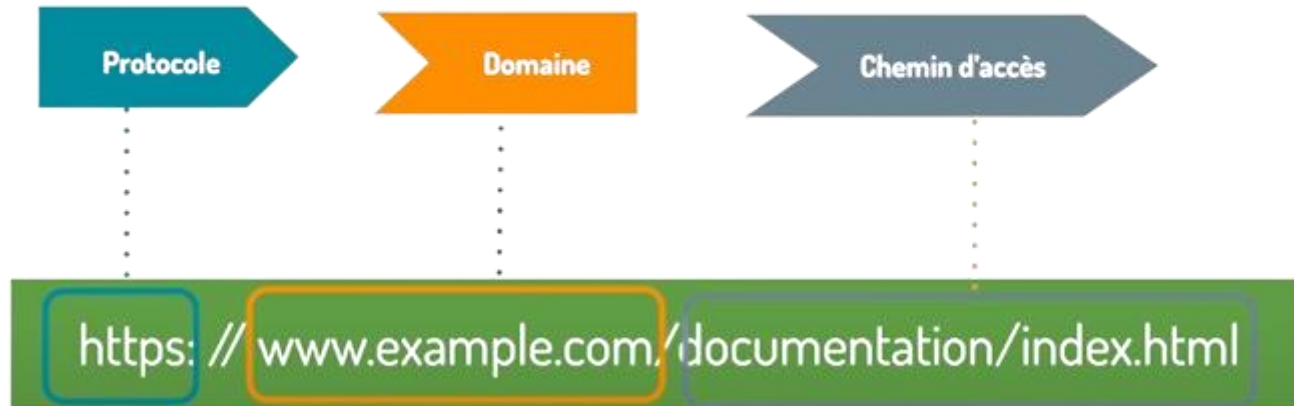 Protocole
Domaine
Chemin d'accès
https: // www.example.com/documentation/index.html